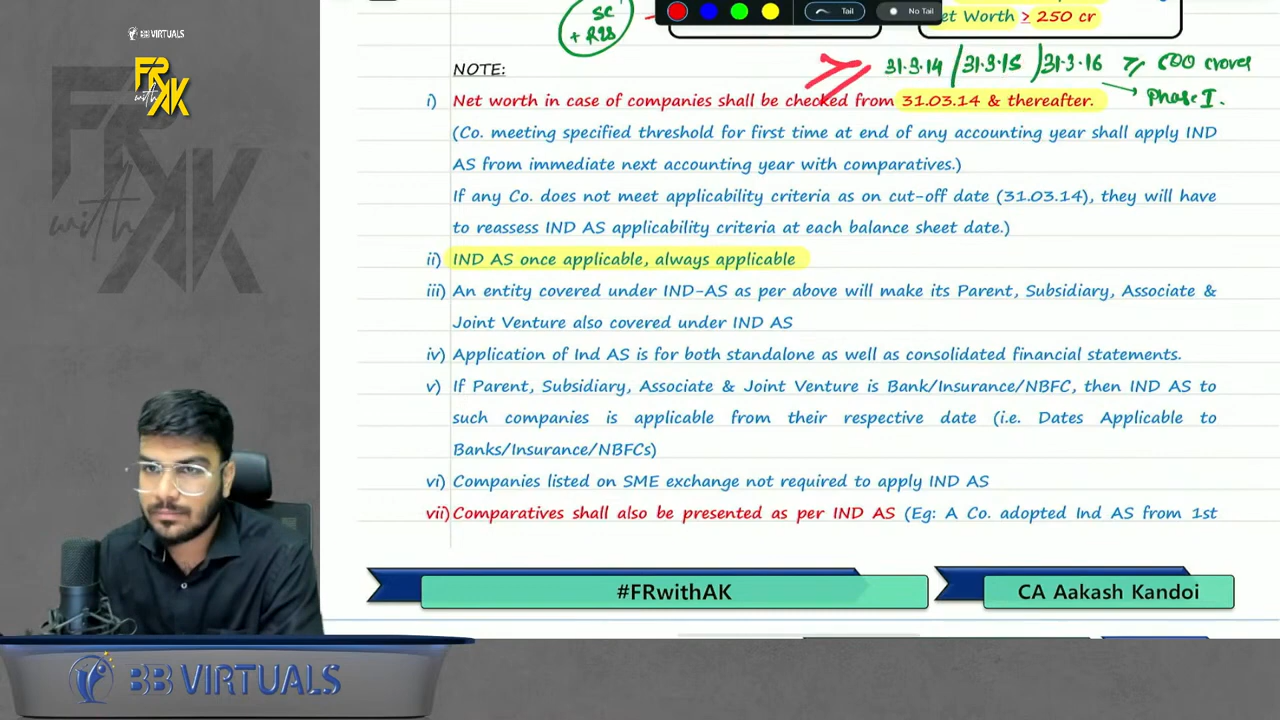 BB VIRTUALS
FR
with
AK
SC
+ R2S
Tail
No Tail
et Worth ≥ 250 cr
31.3.14 / 31.3.15 / 31.3.16 ≥ 500 crores
→ Phase I.
NOTE:
i) Net worth in case of companies shall be checked from 31.03.14 & thereafter.
(Co. meeting specified threshold for first time at end of any accounting year shall apply IND
AS from immediate next accounting year with comparatives.)
If any Co. does not meet applicability criteria as on cut-off date (31.03.14), they will have
to reassess IND AS applicability criteria at each balance sheet date.)
ii) IND AS once applicable, always applicable
iii) An entity covered under IND-AS as per above will make its Parent, Subsidiary, Associate &
Joint Venture also covered under IND AS
iv) Application of Ind AS is for both standalone as well as consolidated financial statements.
v) If Parent, Subsidiary, Associate & Joint Venture is Bank/Insurance/NBFC, then IND AS to
such companies is applicable from their respective date (i.e. Dates Applicable to
Banks/Insurance/NBFCs)
vi) Companies listed on SME exchange not required to apply IND AS
vii) Comparatives shall also be presented as per IND AS (Eg: A Co. adopted Ind AS from 1st
#FRwithAK
CA Aakash Kandoi
BB VIRTUALS